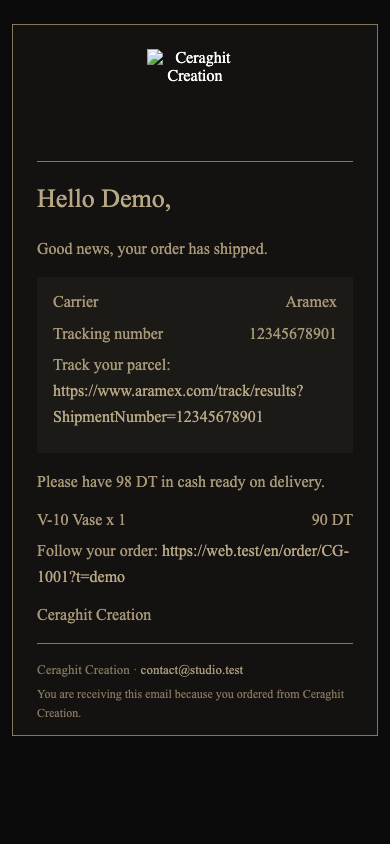 Ceraghit
Creation
Hello Demo,
Good news, your order has shipped.
Carrier Aramex
Tracking number 12345678901
Track your parcel:
https://www.aramex.com/track/results?
ShipmentNumber=12345678901
Please have 98 DT in cash ready on delivery.
V-10 Vase x 1 90 DT
Follow your order: https://web.test/en/order/CG-
1001?t=demo
Ceraghit Creation
Ceraghit Creation · contact@studio.test
You are receiving this email because you ordered from Ceraghit
Creation.